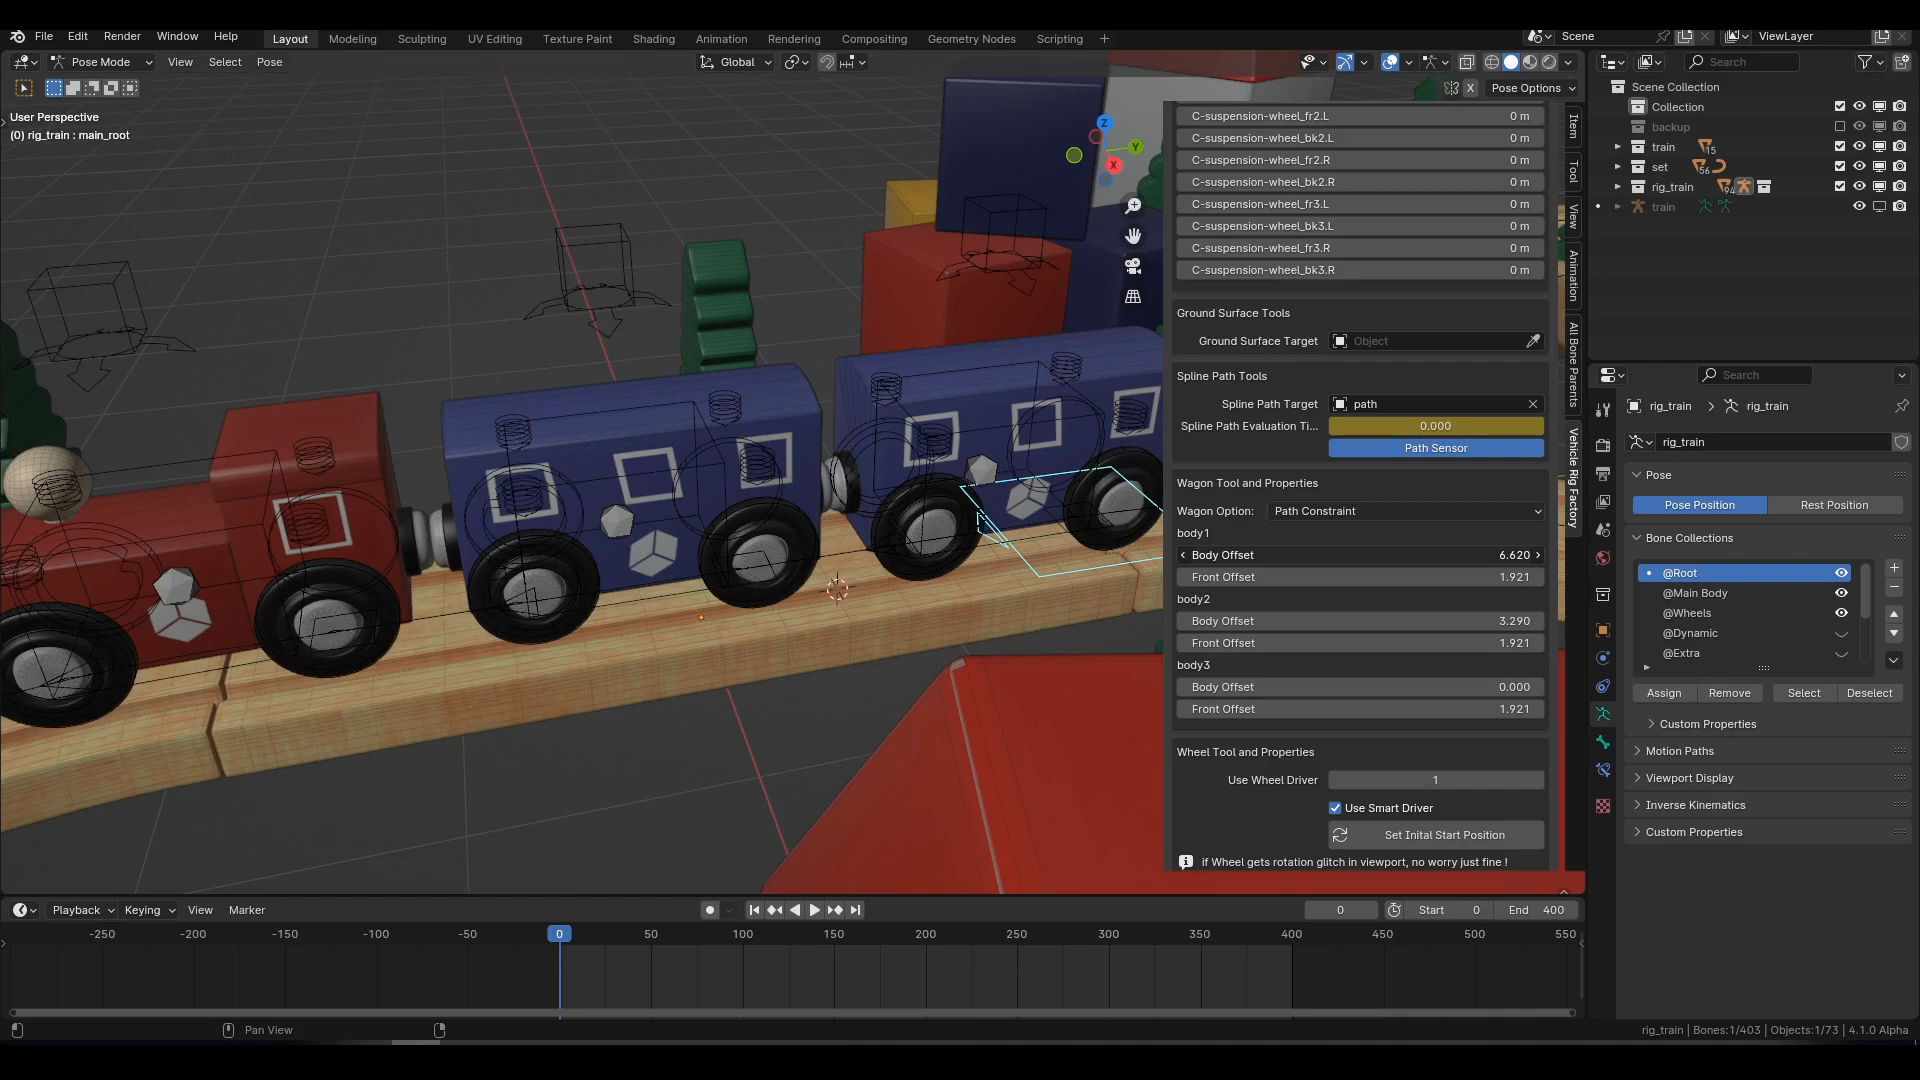 File Edit Render Window Help Layout Modeling Sculpting UV Editing Texture Paint Shading Animation Rendering Compositing Geometry Nodes Scripting + Scene ViewLayer
Pose Mode View Select Pose Global Search
X Pose Options
User Perspective
(0) rig_train : main_root
Z
Y
X
C-suspension-wheel_fr2.L 0 m
C-suspension-wheel_bk2.L 0 m
C-suspension-wheel_fr2.R 0 m
C-suspension-wheel_bk2.R 0 m
C-suspension-wheel_fr3.L 0 m
C-suspension-wheel_bk3.L 0 m
C-suspension-wheel_fr3.R 0 m
C-suspension-wheel_bk3.R 0 m
Ground Surface Tools
Ground Surface Target Object
Spline Path Tools
Spline Path Target path
Spline Path Evaluation Ti... 0.000
Path Sensor
Wagon Tool and Properties
Wagon Option: Path Constraint
body1
Body Offset 6.620
Front Offset 1.921
body2
Body Offset 3.290
Front Offset 1.921
body3
Body Offset 0.000
Front Offset 1.921
Wheel Tool and Properties
Use Wheel Driver 1
Use Smart Driver
Set Inital Start Position
if Wheel gets rotation glitch in viewport, no worry just fine !
Item
Tool
View
Animation
All Bone Parents
Vehicle Rig Factory
Scene Collection
Collection
backup
train 15
set 56
rig_train 94
train
Search
rig_train rig_train
rig_train
Pose
Pose Position Rest Position
Bone Collections
@Root
@Main Body
@Wheels
@Dynamic
@Extra
Assign Remove Select Deselect
Custom Properties
Motion Paths
Viewport Display
Inverse Kinematics
Custom Properties
Playback Keying View Marker 0 Start 0 End 400
-250 -200 -150 -100 -50 0 50 100 150 200 250 300 350 400 450 500 550
Pan View rig_train | Bones:1/403 | Objects:1/73 | 4.1.0 Alpha